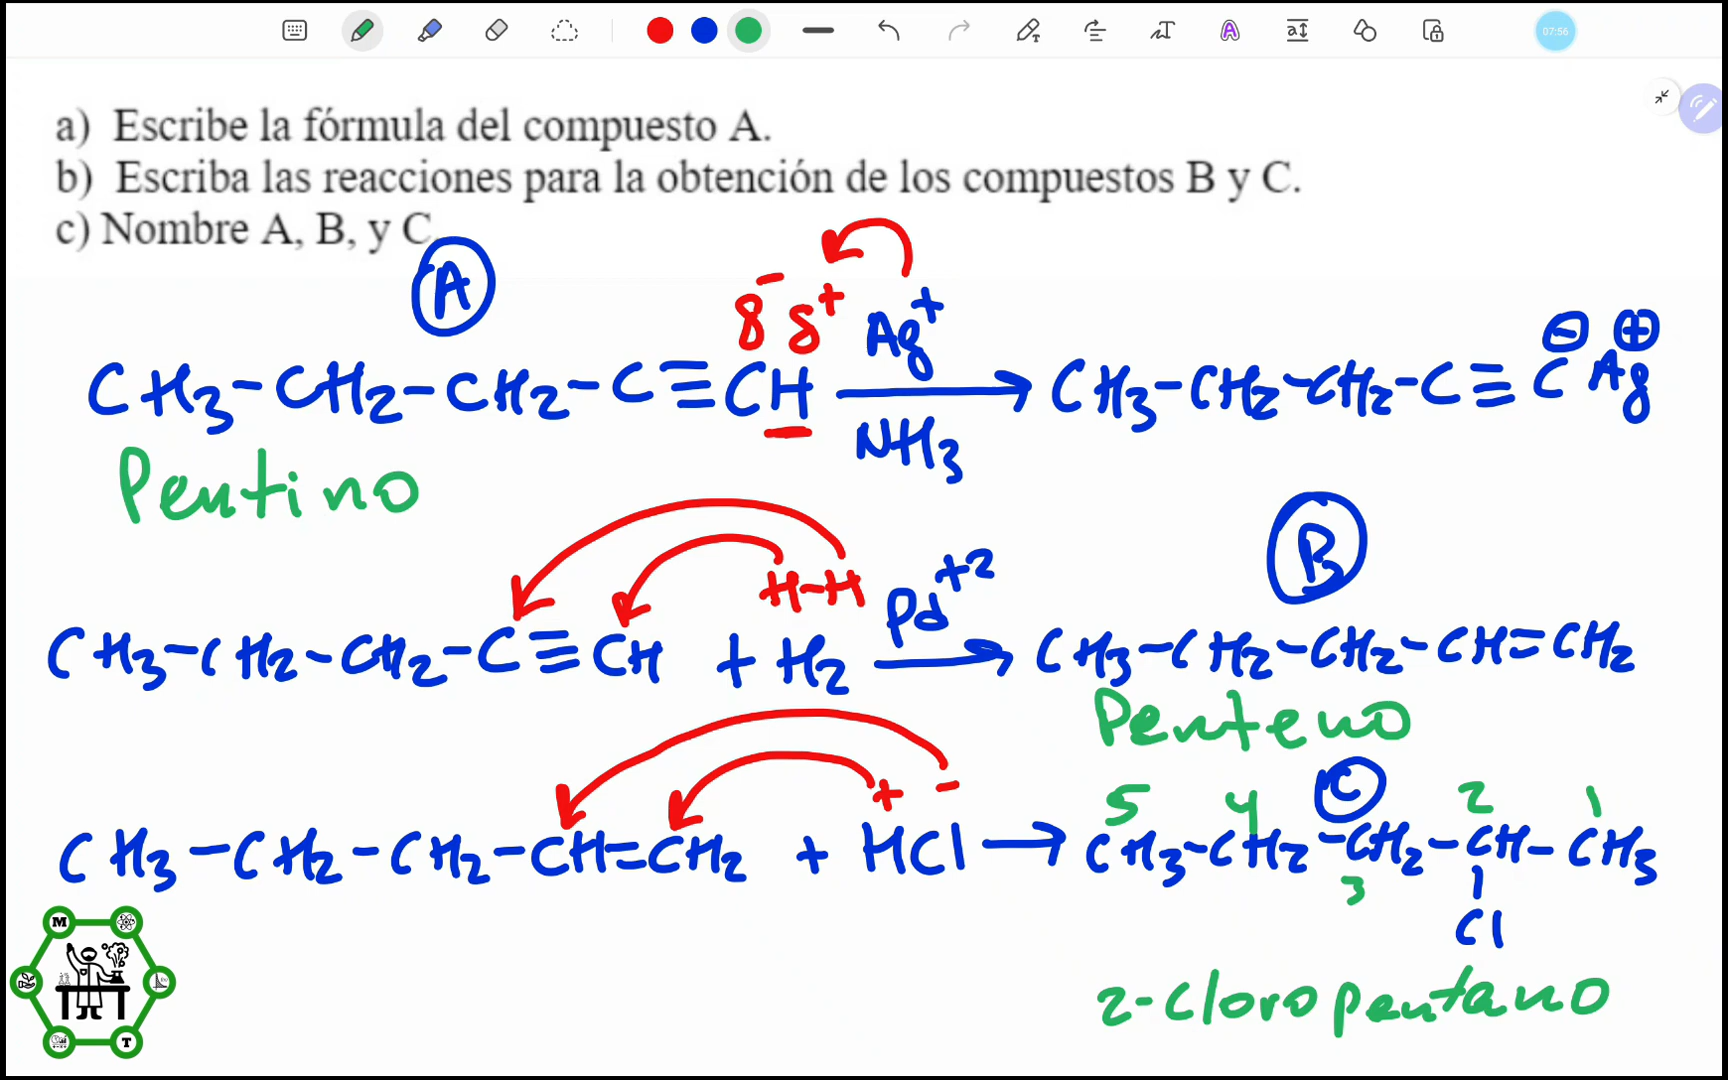 07:56
a) Escribe la fórmula del compuesto A.
b) Escriba las reacciones para la obtención de los compuestos B y C.
c) Nombre A, B, y C
A
δ⁻ δ⁺ Ag⁺ ⊖ ⊕
CH3-CH2-CH2-C≡CH → CH3-CH2-CH2-C≡C Ag
NH3
Pentino
B
H-H Pd+2
CH3-CH2-CH2-C≡CH + H2 → CH3-CH2-CH2-CH=CH2
Penteno
+ - 5 4 C 2 1
CH3-CH2-CH2-CH=CH2 + HCl → CH3-CH2-CH2-CH-CH3
3
Cl
2-cloropentano
M
T